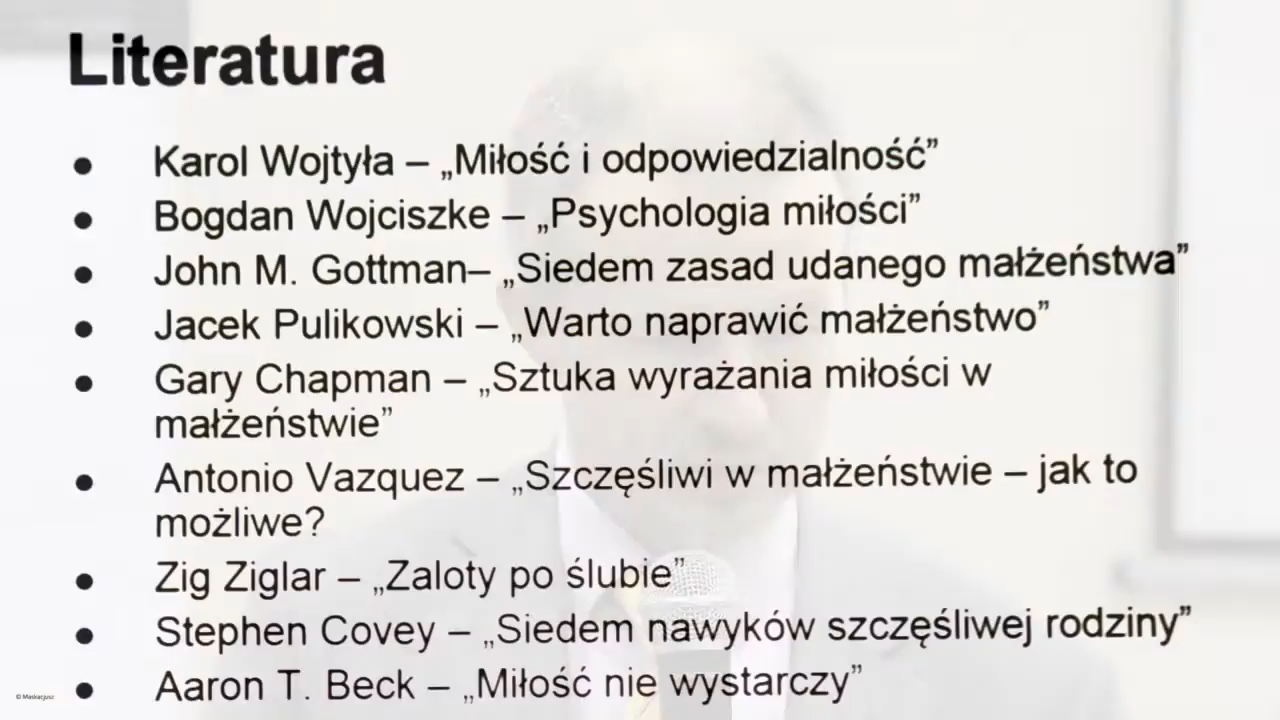 Literatura
● Karol Wojtyła – „Miłość i odpowiedzialność”
● Bogdan Wojciszke – „Psychologia miłości”
● John M. Gottman– „Siedem zasad udanego małżeństwa”
● Jacek Pulikowski – „Warto naprawić małżeństwo”
● Gary Chapman – „Sztuka wyrażania miłości w
małżeństwie”
● Antonio Vazquez – „Szczęśliwi w małżeństwie – jak to
możliwe?
● Zig Ziglar – „Zaloty po ślubie”
● Stephen Covey – „Siedem nawyków szczęśliwej rodziny”
● Aaron T. Beck – „Miłość nie wystarczy”